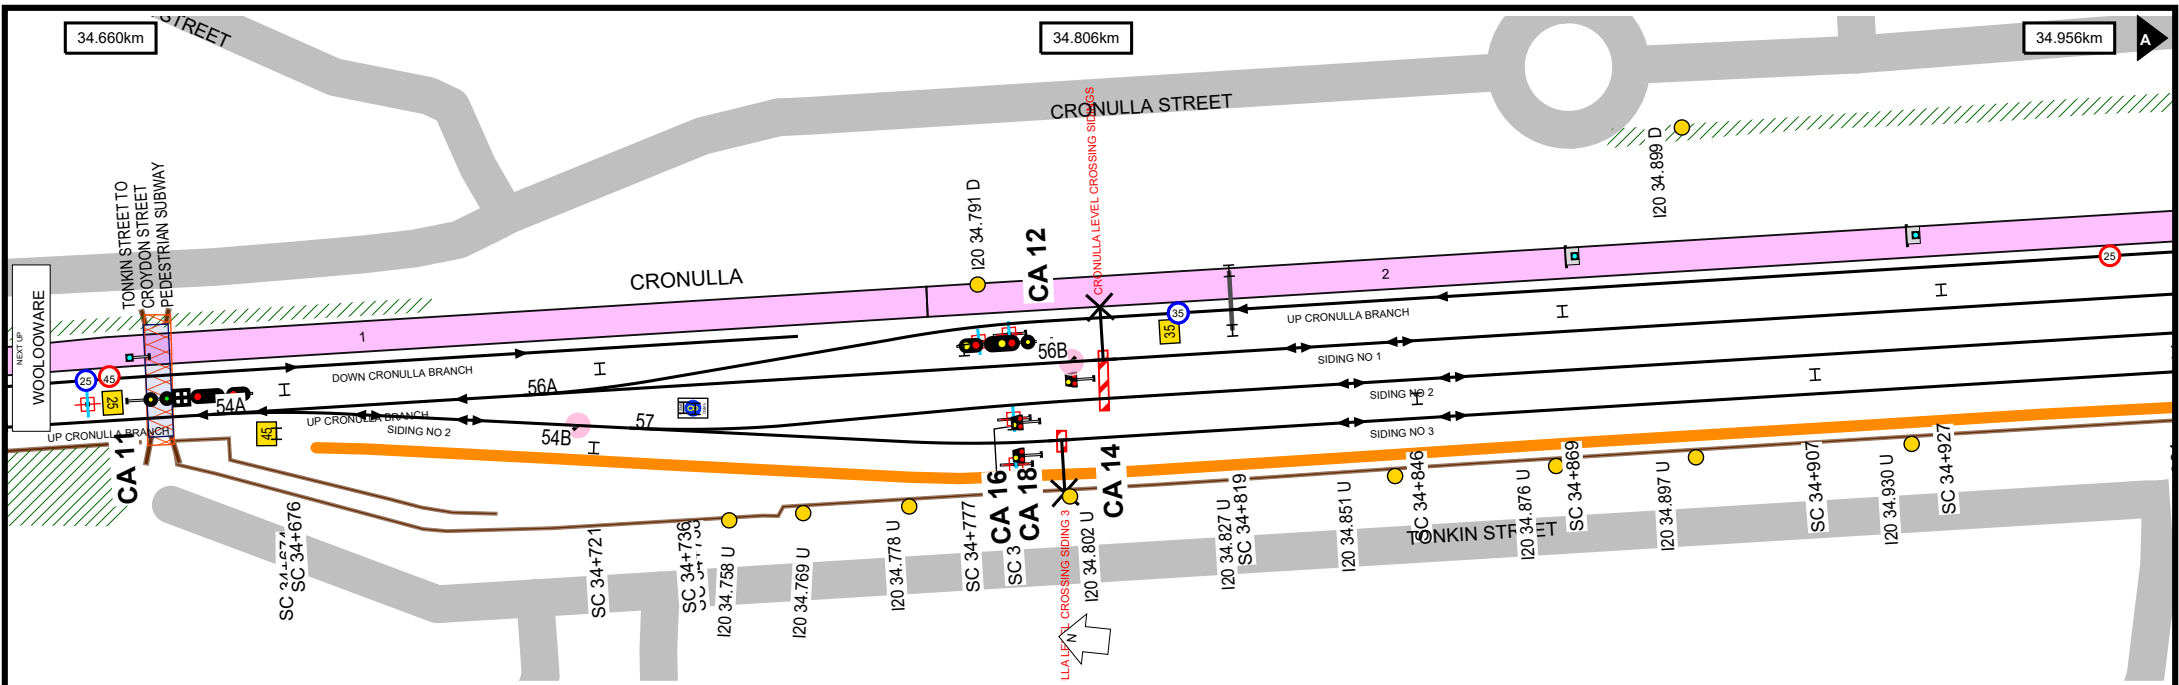 34.660km
34.806km
34.956km
A
STREET
CRONULLA STREET
CRONULLA LEVEL CROSSING SIDINGS
I20 34.899 D
TONKIN STREET TO
CROYDON STREET
PEDESTRIAN SUBWAY
I20 34.791 D
CA 12
CRONULLA
NEXT UP
WOOLOOWARE
1
2
25
45
25
35
35
25
UP CRONULLA BRANCH
DOWN CRONULLA BRANCH
56A
56B
SIDING NO 1
54A
UP CRONULLA BRANCH
SIDING NO 2
54B
57
SIDING NO 2
SIDING NO 3
UP CRONULLA BRANCH
45
CA 11
CA 16
CA 18
CA 14
SC 34+676
SC 34+721
SC 34+736
I20 34.758 U
I20 34.769 U
I20 34.778 U
SC 34+777
SC 3
I20 34.802 U
I20 34.827 U
SC 34+819
I20 34.851 U
SC 34+846
I20 34.876 U
SC 34+869
I20 34.897 U
SC 34+907
I20 34.930 U
SC 34+927
TONKIN STREET
LLA LEVEL CROSSING SIDING 3
N